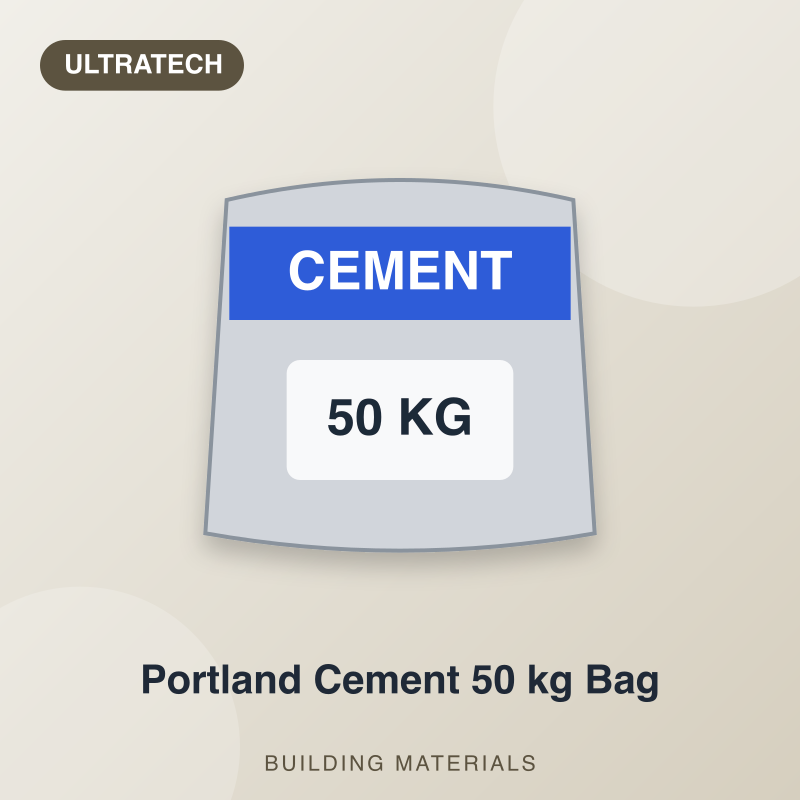 ULTRATECH
CEMENT
50 KG
Portland Cement 50 kg Bag
BUILDING MATERIALS